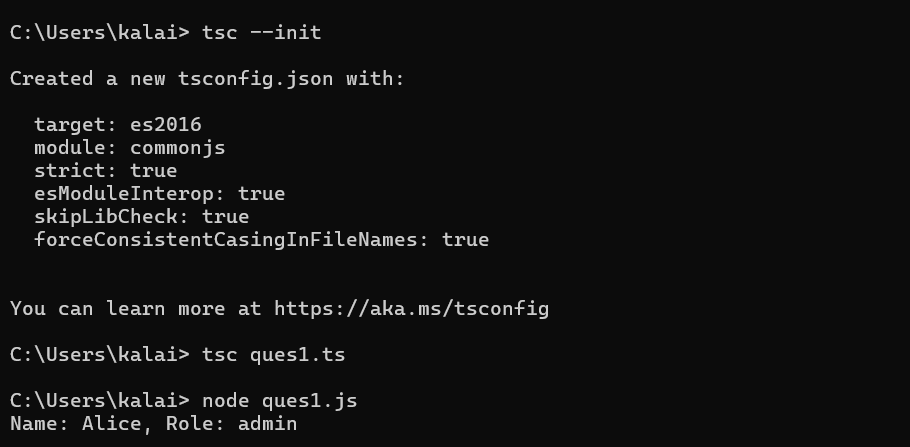 C:\Users\kalai> tsc --init
Created a new tsconfig.json with:
target: es2016
module: commonjs
strict: true
esModuleInterop: true
skipLibCheck: true
forceConsistentCasingInFileNames: true
You can learn more at https://aka.ms/tsconfig
C:\Users\kalai> tsc ques1.ts
C:\Users\kalai> node ques1.js
Name: Alice, Role: admin